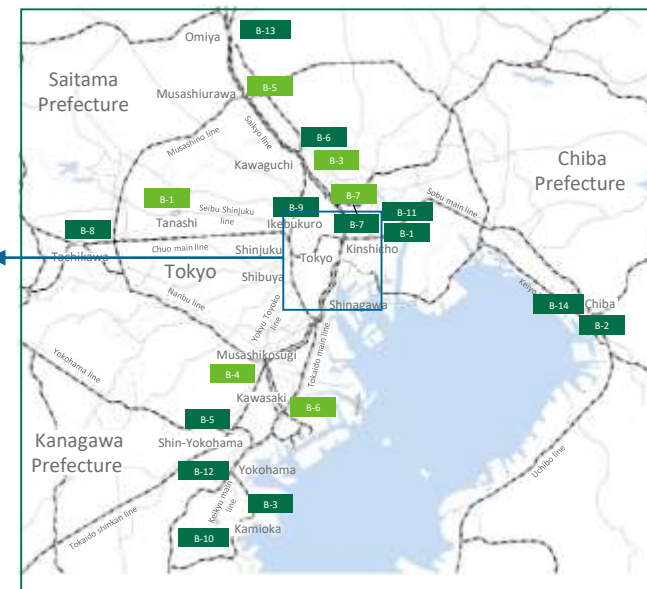 B-13
Omiya
Saitama
Prefecture
B-5
Musashiurawa
Musashino line
Saikyo line
B-6
Kawaguchi
B-3
Chiba
Prefecture
B-1
B-7
Seibu Shinjuku
line
Tanashi
B-9
Ikebukuro
B-7
B-11
Sobu main line
B-8
B-1
Tachikawa
Chuo main line
Shinjuku
Tokyo
Kinshicho
Tokyo
Shibuya
Nanbu line
Shinagawa
Keiyo
B-14
Chiba
B-2
Yokyu Toyoko
line
Tokaido main line
Musashikosugi
Yokohama line
B-4
Kawasaki
B-6
B-5
Kanagawa
Prefecture
Shin-Yokohama
B-12
Yokohama
Uchibo line
Keikyu main
line
B-3
Kamioka
Tokaido shinkan line
B-10